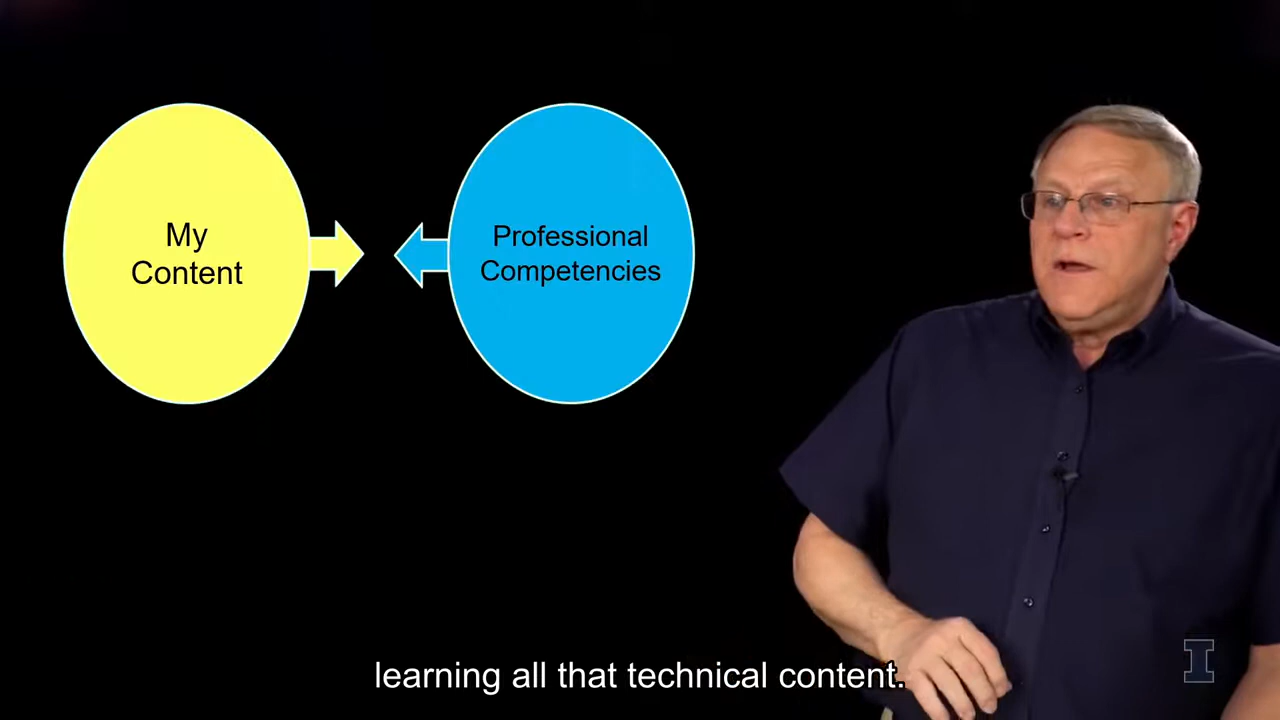 My
Content
Professional
Competencies
learning all that technical content.
I